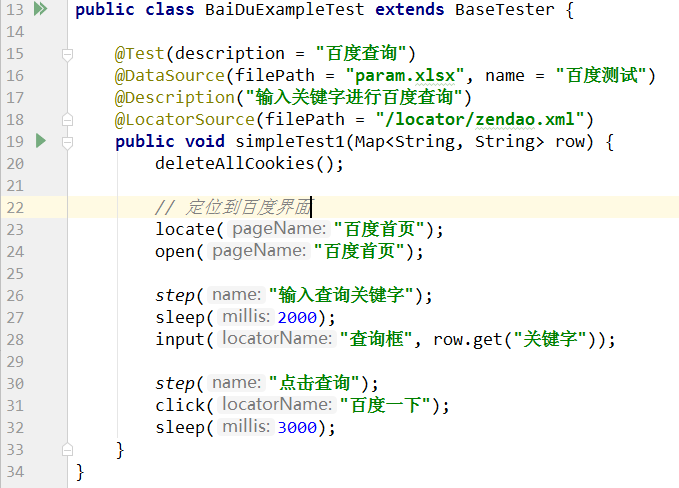 13 public class BaiDuExampleTest extends BaseTester {
14
15 @Test(description = "百度查询")
16 @DataSource(filePath = "param.xlsx", name = "百度测试")
17 @Description("输入关键字进行百度查询")
18 @LocatorSource(filePath = "/locator/zendao.xml")
19 public void simpleTest1(Map<String, String> row) {
20 deleteAllCookies();
21
22 // 定位到百度界面
23 locate( pageName: "百度首页");
24 open( pageName: "百度首页");
25
26 step( name: "输入查询关键字");
27 sleep( millis: 2000);
28 input( locatorName: "查询框", row.get("关键字"));
29
30 step( name: "点击查询");
31 click( locatorName: "百度一下");
32 sleep( millis: 3000);
33 }
34 }